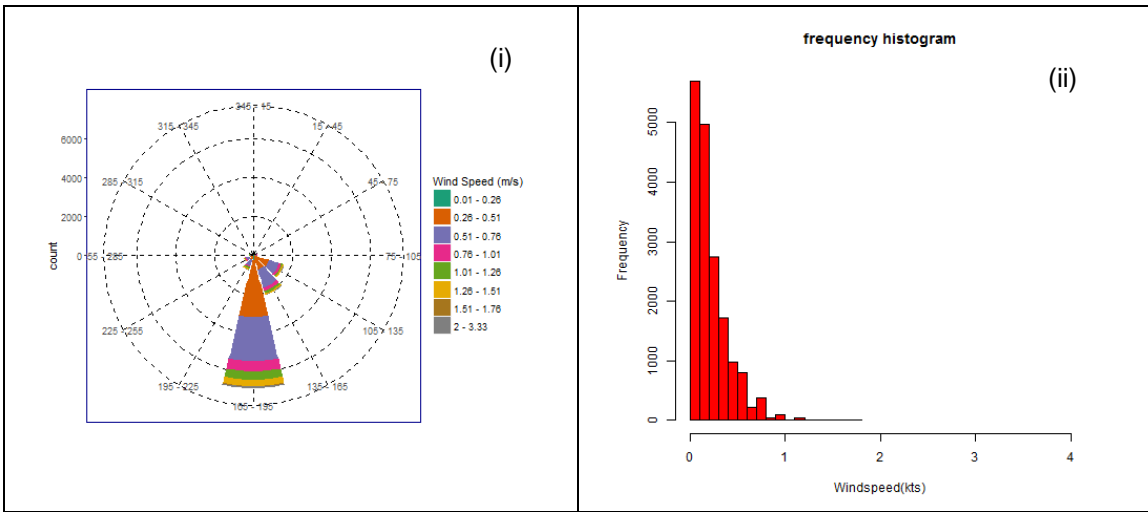 (i)
345 - 15
315 - 345
15 - 45
6000
285 - 315
45 - 75
4000
2000
count
0
255 - 285
75 - 105
225 - 255
105 - 135
195 - 225
135 - 165
165 - 195
Wind Speed (m/s)
0.01 - 0.26
0.26 - 0.51
0.51 - 0.76
0.76 - 1.01
1.01 - 1.26
1.26 - 1.51
1.51 - 1.76
2 - 3.33
frequency histogram
(ii)
Frequency
5000
4000
3000
2000
1000
0
0 1 2 3 4
Windspeed(kts)